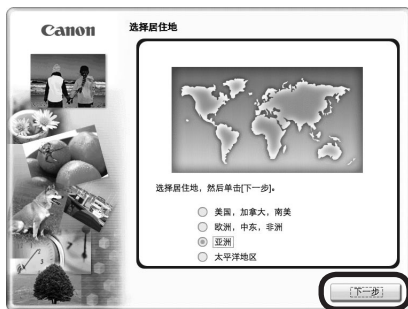 Canon
选择居住地
选择居住地，然后单击[下一步]。
美国，加拿大，南美
欧洲，中东，非洲
亚洲
太平洋地区
下一步